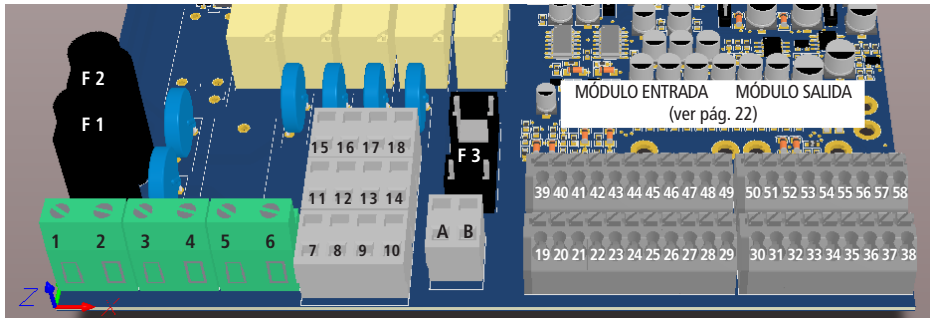 F 2
F 1
MÓDULO ENTRADA
MÓDULO SALIDA
(ver pág. 22)
15 16 17 18
F 3
39 40 41 42 43 44 45 46 47 48 49
50 51 52 53 54 55 56 57 58
11 12 13 14
A B
1 2 3 4 5 6
7 8 9 10
19 20 21 22 23 24 25 26 27 28 29
30 31 32 33 34 35 36 37 38
Z X